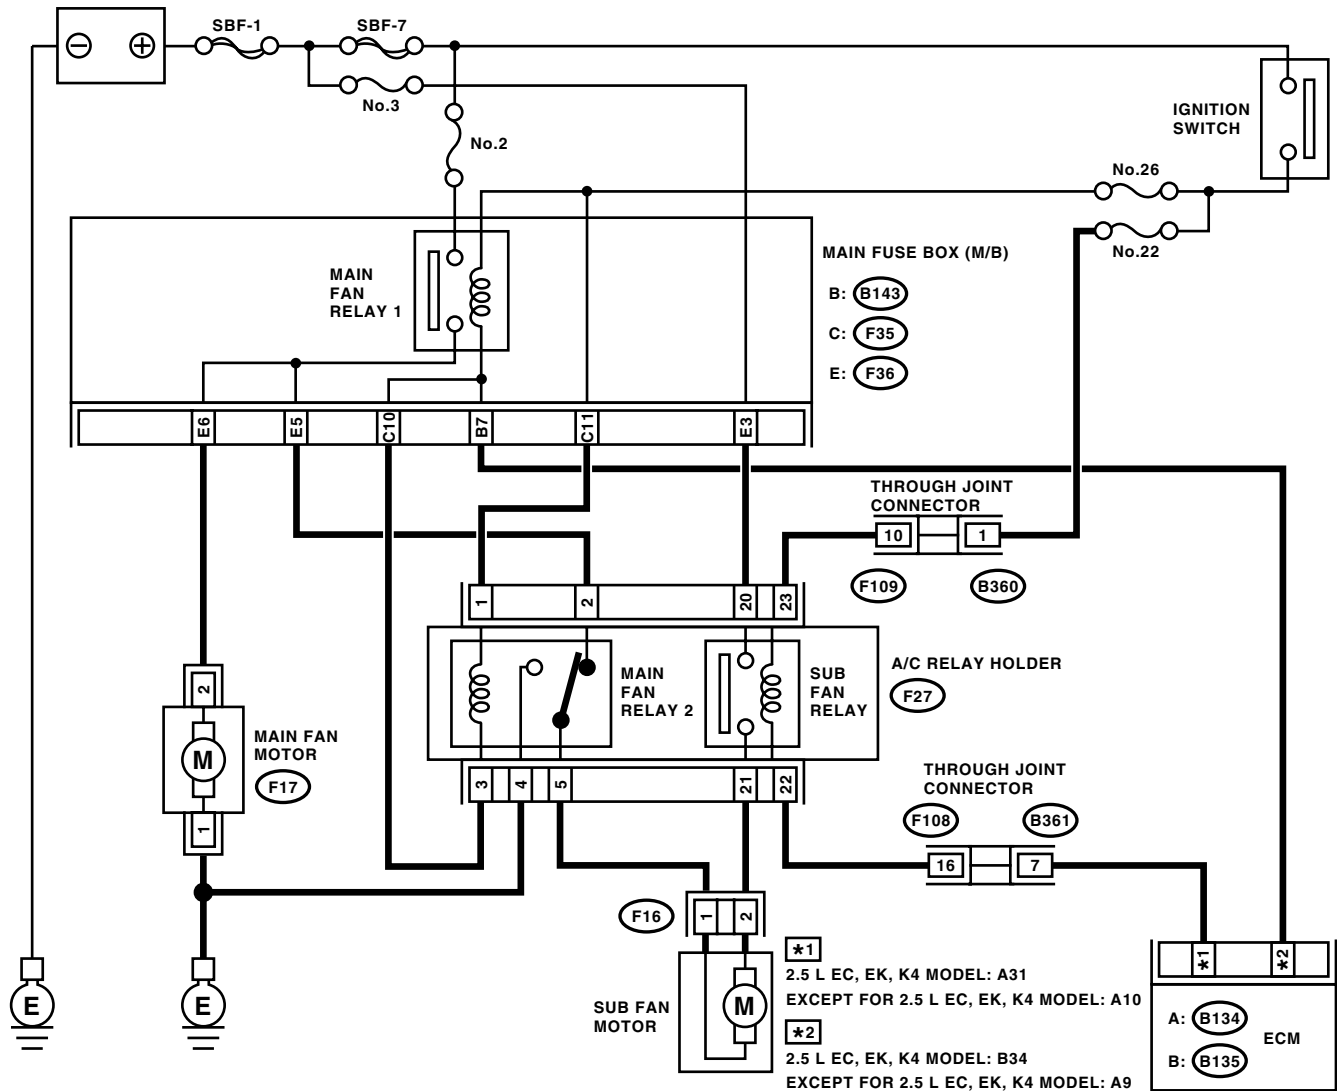 SBF-1
SBF-7
No.3
No.2
IGNITION
SWITCH
No.26
No.22
MAIN
FAN
RELAY 1
MAIN FUSE BOX (M/B)
B: B143
C: F35
E: F36
E6
E5
C10
B7
C11
E3
THROUGH JOINT
CONNECTOR
10
1
F109
B360
1
2
20
23
MAIN
FAN
RELAY 2
SUB
FAN
RELAY
A/C RELAY HOLDER
F27
2
M
1
MAIN FAN
MOTOR
F17
3
4
5
21
22
THROUGH JOINT
CONNECTOR
F108
B361
16
7
F16
1
2
SUB FAN
MOTOR
M
*1
2.5 L EC, EK, K4 MODEL: A31
EXCEPT FOR 2.5 L EC, EK, K4 MODEL: A10
*2
2.5 L EC, EK, K4 MODEL: B34
EXCEPT FOR 2.5 L EC, EK, K4 MODEL: A9
*1
*2
A: B134
B: B135
ECM
E
E